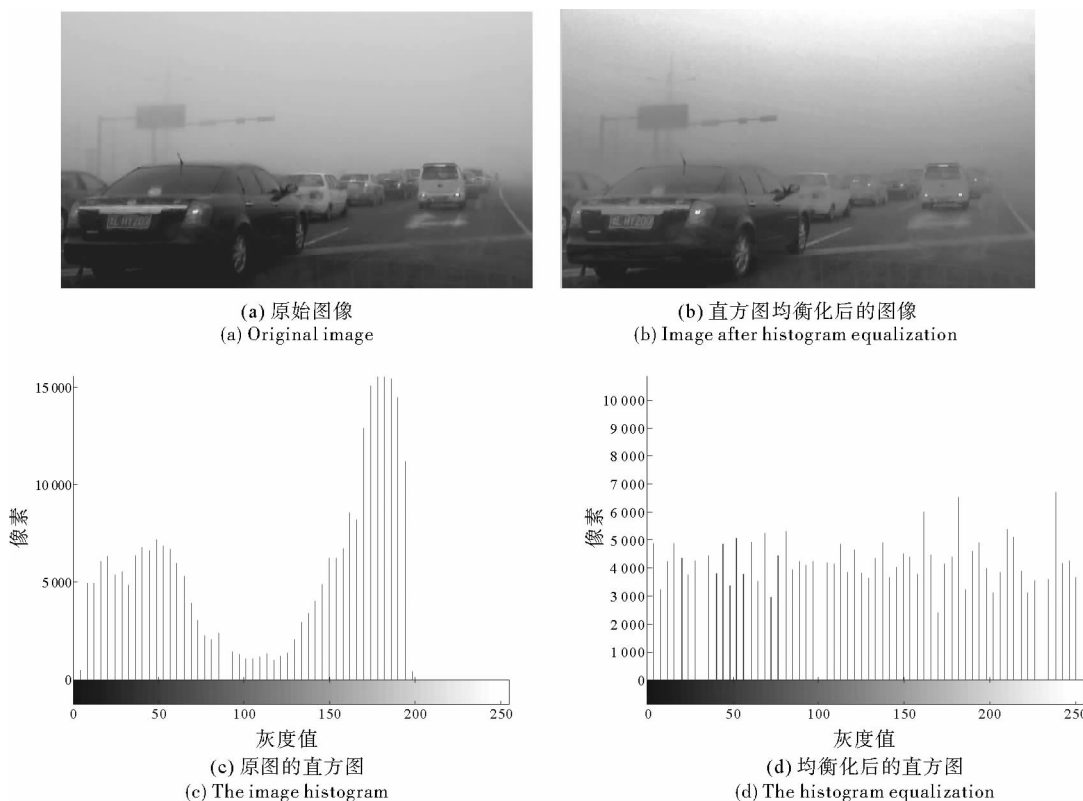 (a) 原始图像
(a) Original image
(b) 直方图均衡化后的图像
(b) Image after histogram equalization
15 000
10 000
5 000
0
像素
0 50 100 150 200 250
灰度值
(c) 原图的直方图
(c) The image histogram
10 000
9 000
8 000
7 000
6 000
5 000
4 000
3 000
2 000
1 000
0
像素
0 50 100 150 200 250
灰度值
(d) 均衡化后的直方图
(d) The histogram equalization